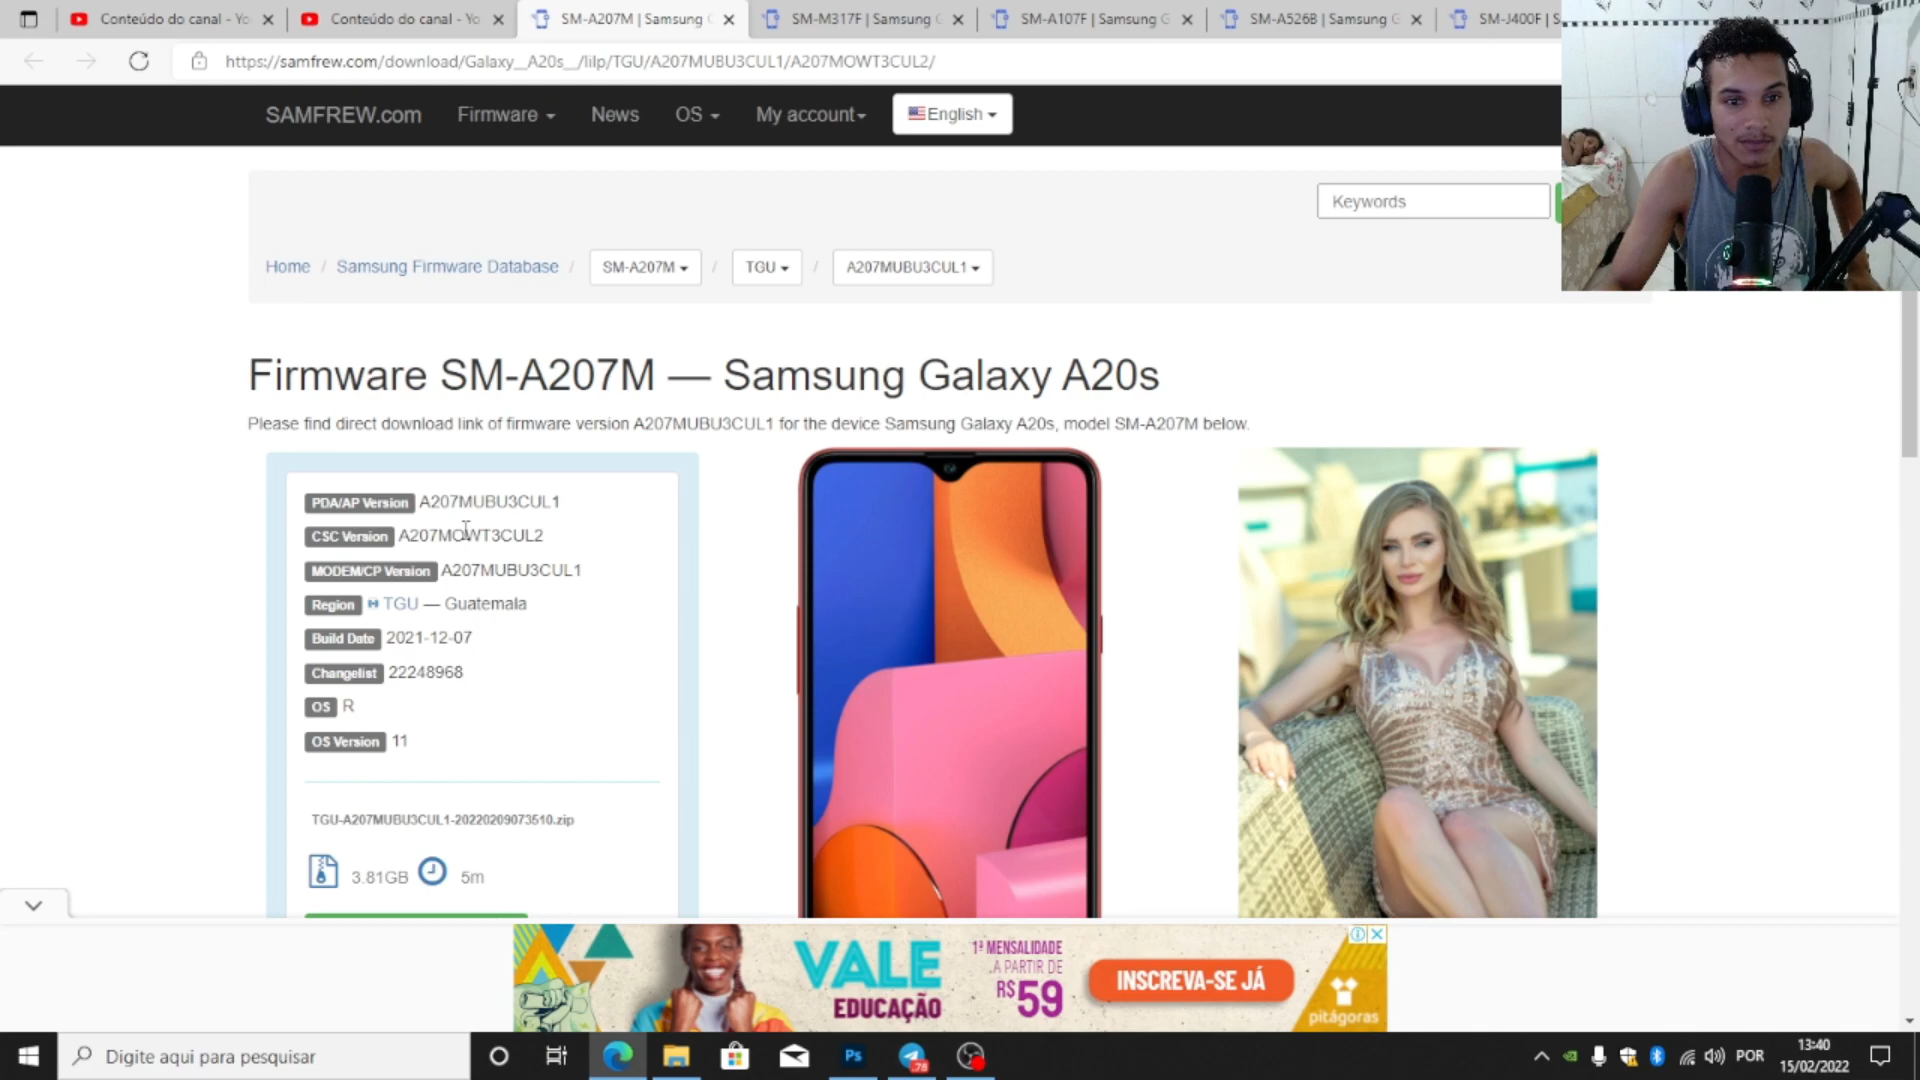 Conteúdo do canal - Yo
Conteúdo do canal - Yo
SM-A207M | Samsung
SM-M317F | Samsung G
SM-A107F | Samsung G
SM-A526B | Samsung G
SM-J400F | S
https://samfrew.com/download/Galaxy__A20s__/lilp/TGU/A207MUBU3CUL1/A207MOWT3CUL2/
SAMFREW.com
Firmware
News
OS
My account
English
Keywords
Home / Samsung Firmware Database / SM-A207M / TGU / A207MUBU3CUL1
Firmware SM-A207M — Samsung Galaxy A20s
Please find direct download link of firmware version A207MUBU3CUL1 for the device Samsung Galaxy A20s, model SM-A207M below.
PDA/AP Version A207MUBU3CUL1
CSC Version A207MOWT3CUL2
MODEM/CP Version A207MUBU3CUL1
Region TGU — Guatemala
Build Date 2021-12-07
Changelist 22248968
OS R
OS Version 11
TGU-A207MUBU3CUL1-20220209073510.zip
3.81GB 5m
VALE
EDUCAÇÃO
1ª MENSALIDADE
A PARTIR DE
R$59
INSCREVA-SE JÁ
pitágoras
Digite aqui para pesquisar
Ps
POR
13:40
15/02/2022